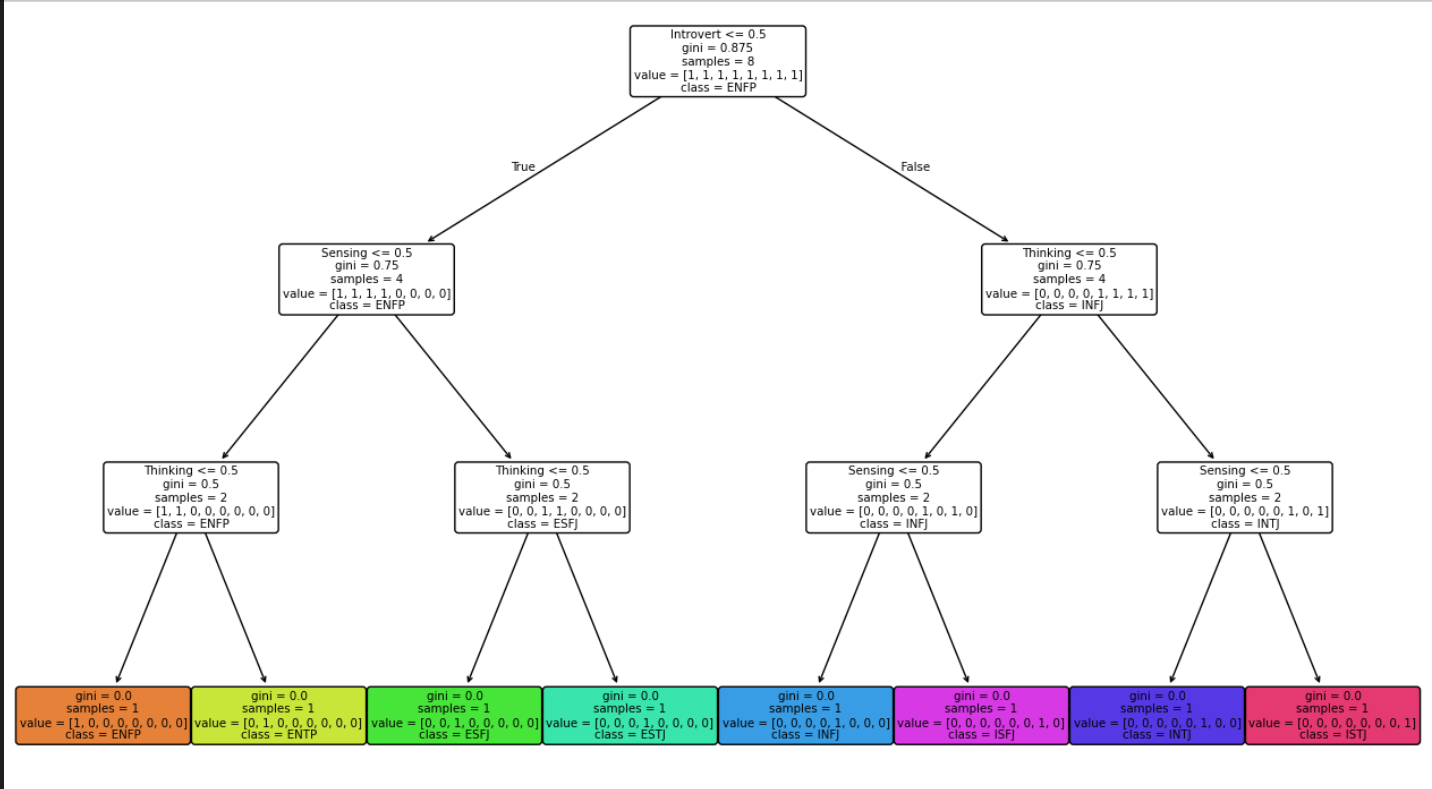 Introvert <= 0.5
gini = 0.875
samples = 8
value = [1, 1, 1, 1, 1, 1, 1, 1]
class = ENFP
True
False
Sensing <= 0.5
gini = 0.75
samples = 4
value = [1, 1, 1, 1, 0, 0, 0, 0]
class = ENFP
Thinking <= 0.5
gini = 0.75
samples = 4
value = [0, 0, 0, 0, 1, 1, 1, 1]
class = INFJ
Thinking <= 0.5
gini = 0.5
samples = 2
value = [1, 1, 0, 0, 0, 0, 0, 0]
class = ENFP
Thinking <= 0.5
gini = 0.5
samples = 2
value = [0, 0, 1, 1, 0, 0, 0, 0]
class = ESFJ
Sensing <= 0.5
gini = 0.5
samples = 2
value = [0, 0, 0, 0, 1, 0, 1, 0]
class = INFJ
Sensing <= 0.5
gini = 0.5
samples = 2
value = [0, 0, 0, 0, 0, 1, 0, 1]
class = INTJ
gini = 0.0
samples = 1
value = [1, 0, 0, 0, 0, 0, 0, 0]
class = ENFP
gini = 0.0
samples = 1
value = [0, 1, 0, 0, 0, 0, 0, 0]
class = ENTP
gini = 0.0
samples = 1
value = [0, 0, 1, 0, 0, 0, 0, 0]
class = ESFJ
gini = 0.0
samples = 1
value = [0, 0, 0, 1, 0, 0, 0, 0]
class = ESTJ
gini = 0.0
samples = 1
value = [0, 0, 0, 0, 1, 0, 0, 0]
class = INFJ
gini = 0.0
samples = 1
value = [0, 0, 0, 0, 0, 0, 1, 0]
class = ISFJ
gini = 0.0
samples = 1
value = [0, 0, 0, 0, 0, 1, 0, 0]
class = INTJ
gini = 0.0
samples = 1
value = [0, 0, 0, 0, 0, 0, 0, 1]
class = ISTJ